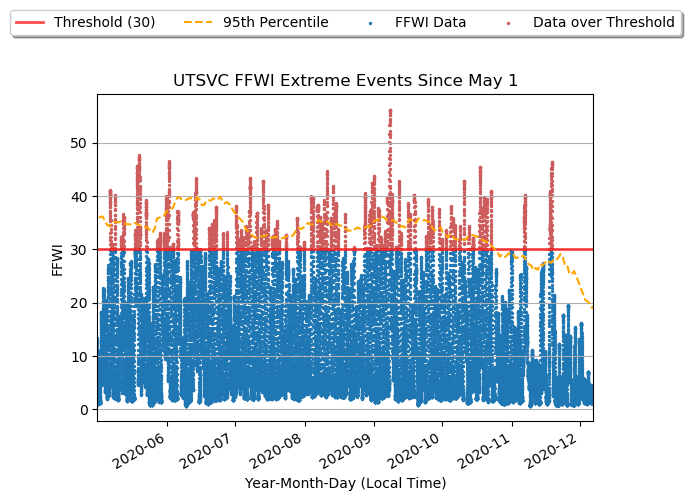 Threshold (30) 95th Percentile FFWI Data Data over Threshold
UTSVC FFWI Extreme Events Since May 1
50
40
30
20
10
0
FFWI
2020-06 2020-07 2020-08 2020-09 2020-10 2020-11 2020-12
Year-Month-Day (Local Time)